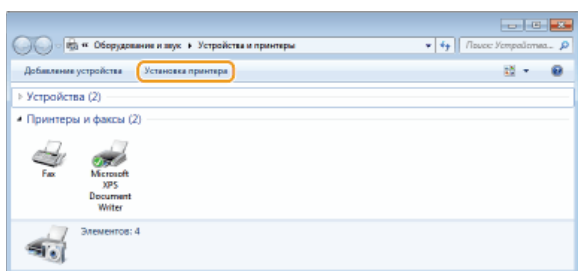 « Оборудование и звук ▸ Устройства и принтеры
Поиск: Устройства...
Добавление устройства
Установка принтера
Устройства (2)
Принтеры и факсы (2)
Fax
Microsoft
XPS
Document
Writer
Элементов: 4